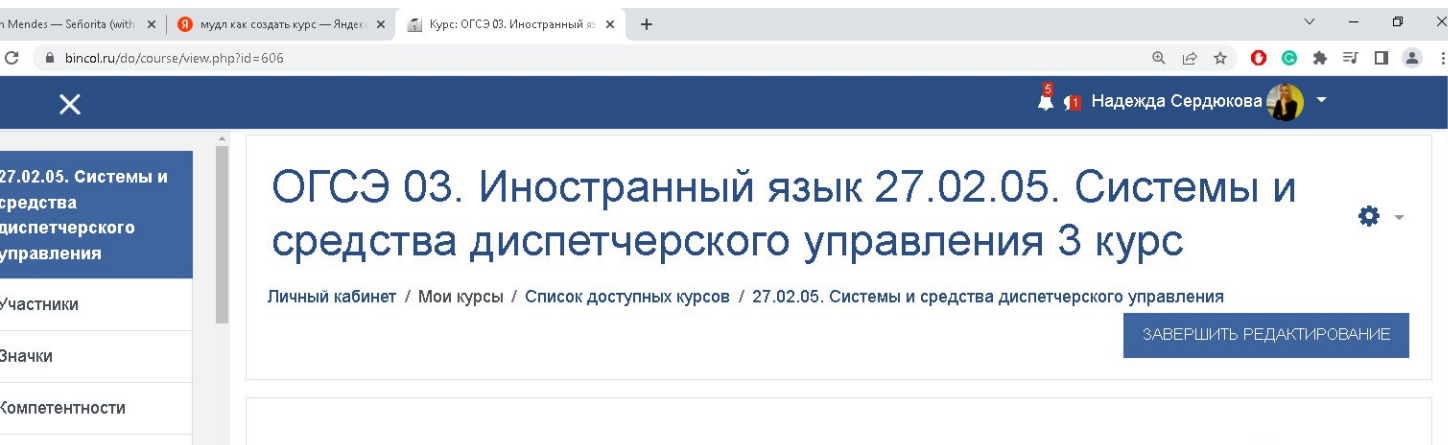 n Mendes — Señorita (with
Я мудл как создать курс — Яндекс
Курс: ОГСЭ 03. Иностранный яз
bincol.ru/do/course/view.php?id=606
5
1
Надежда Сердюкова
27.02.05. Системы и
средства
диспетчерского
управления
Участники
Значки
Компетентности
ОГСЭ 03. Иностранный язык 27.02.05. Системы и
средства диспетчерского управления 3 курс
Личный кабинет / Мои курсы / Список доступных курсов / 27.02.05. Системы и средства диспетчерского управления
ЗАВЕРШИТЬ РЕДАКТИРОВАНИЕ